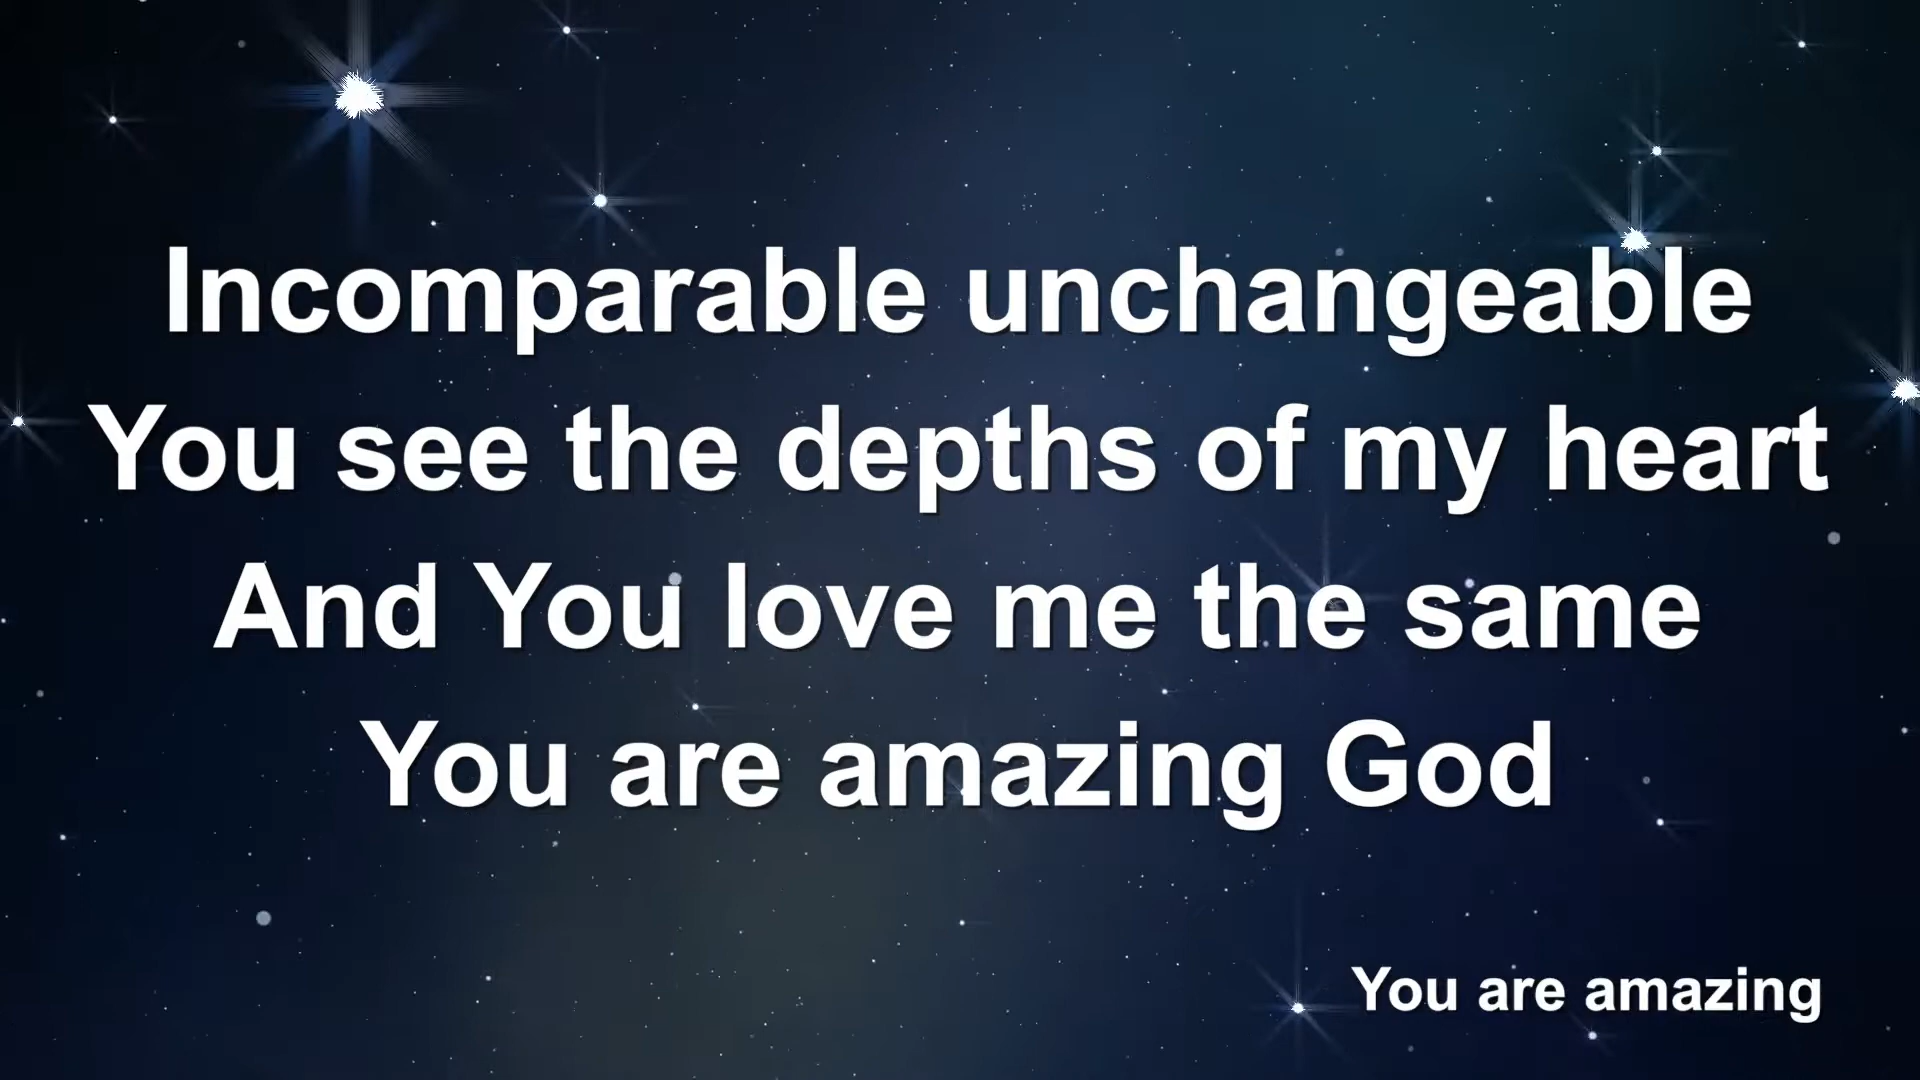 Incomparable unchangeable
You see the depths of my heart
And You love me the same
You are amazing God
You are amazing